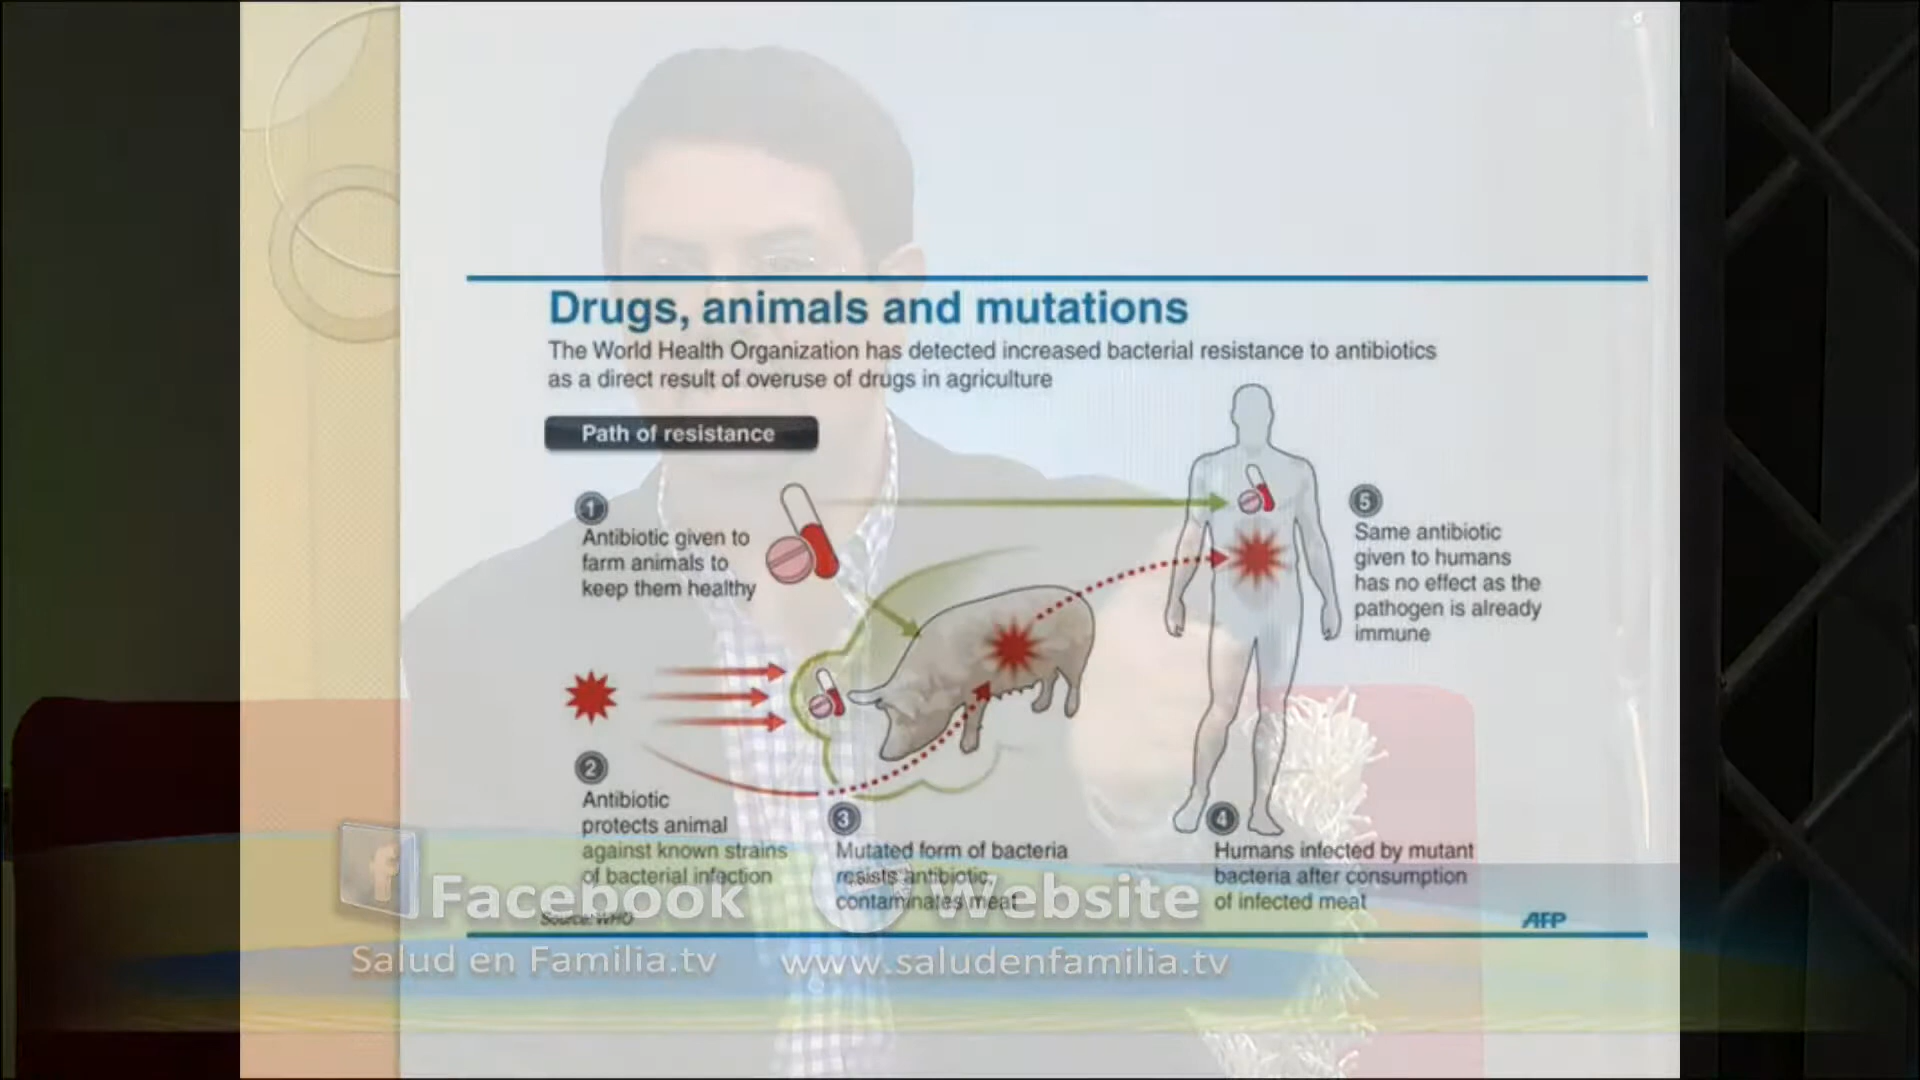 Drugs, animals and mutations
The World Health Organization has detected increased bacterial resistance to antibiotics
as a direct result of overuse of drugs in agriculture
Path of resistance
1
Antibiotic given to
farm animals to
keep them healthy
5
Same antibiotic
given to humans
has no effect as the
pathogen is already
immune
2
Antibiotic
protects animal
against known strains
of bacterial infection
3
Mutated form of bacteria
resists antibiotic,
contaminates meat
4
Humans infected by mutant
bacteria after consumption
of infected meat
Source: WHO
AFP
f
Facebook
Salud en Familia.tv
Website
www.saludenfamilia.tv